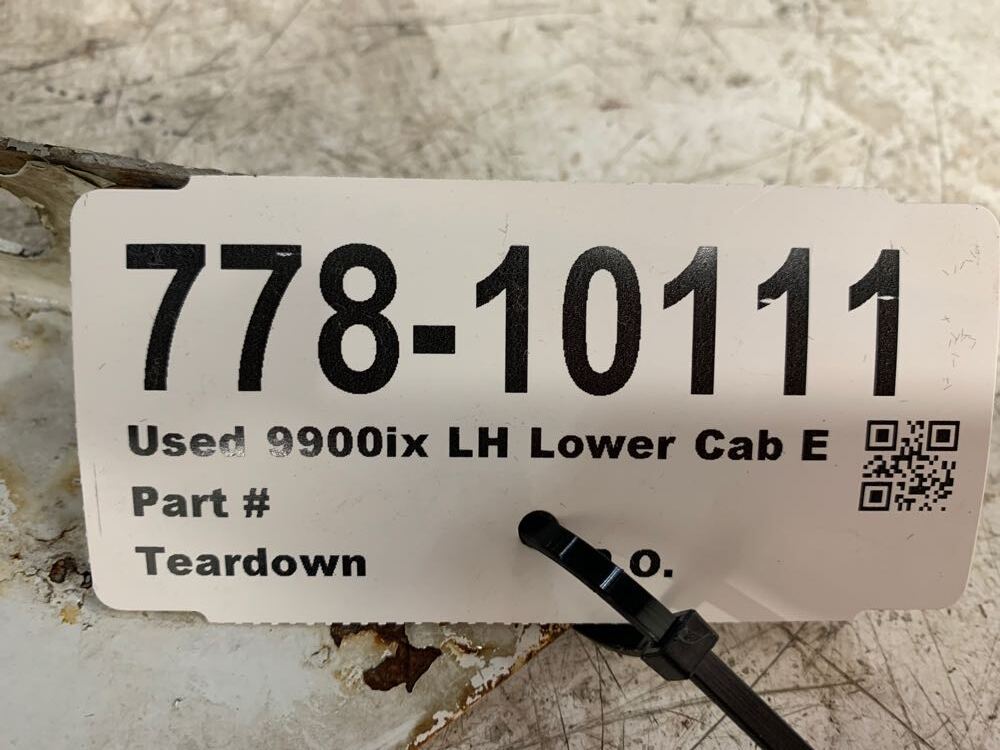 778-10111
Used 9900ix LH Lower Cab E
Part #
Teardown O.